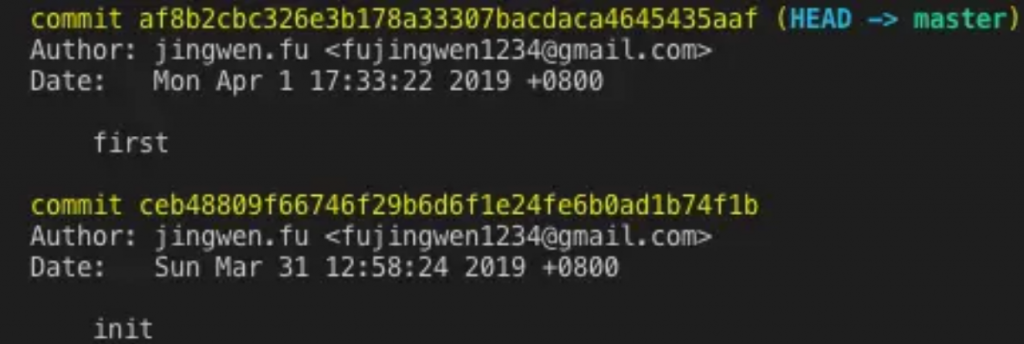 commit af8b2cbc326e3b178a33307bacdaca4645435aaf (HEAD -> master)
Author: jingwen.fu <fujingwen1234@gmail.com>
Date:   Mon Apr 1 17:33:22 2019 +0800
first
commit ceb48809f66746f29b6d6f1e24fe6b0ad1b74f1b
Author: jingwen.fu <fujingwen1234@gmail.com>
Date:   Sun Mar 31 12:58:24 2019 +0800
init